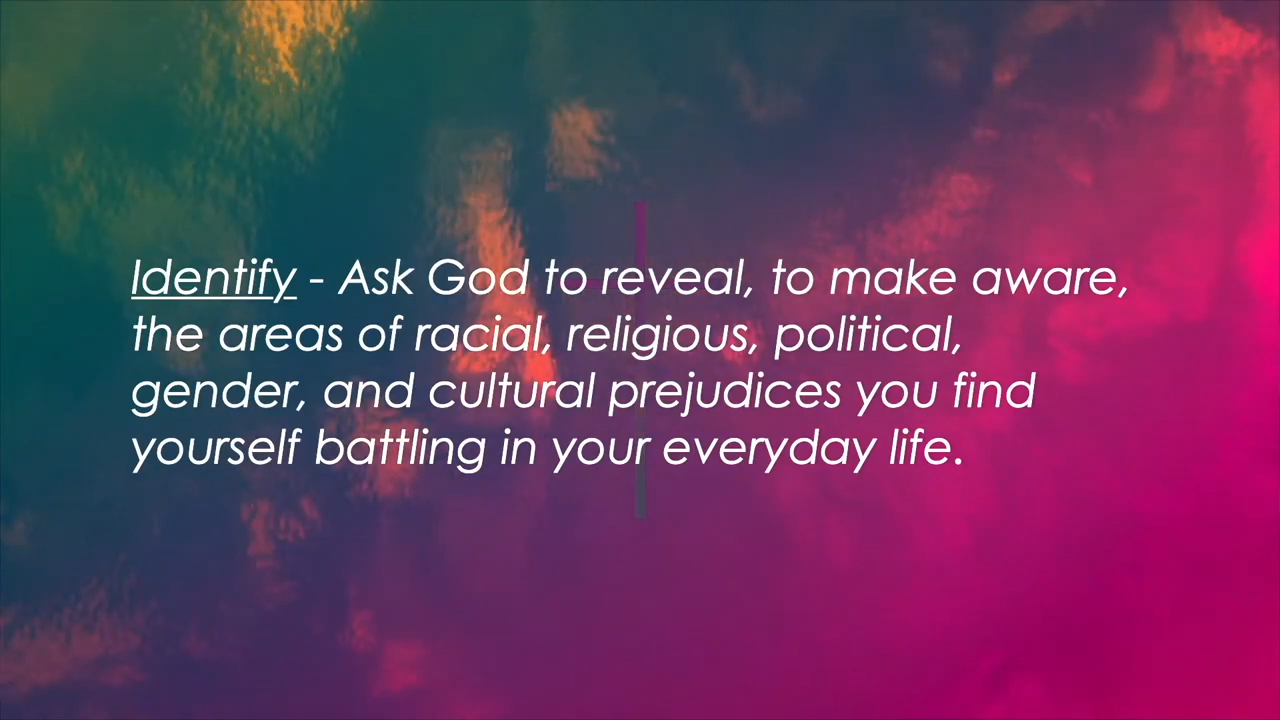 Identify - Ask God to reveal, to make aware,
the areas of racial, religious, political,
gender, and cultural prejudices you find
yourself battling in your everyday life.